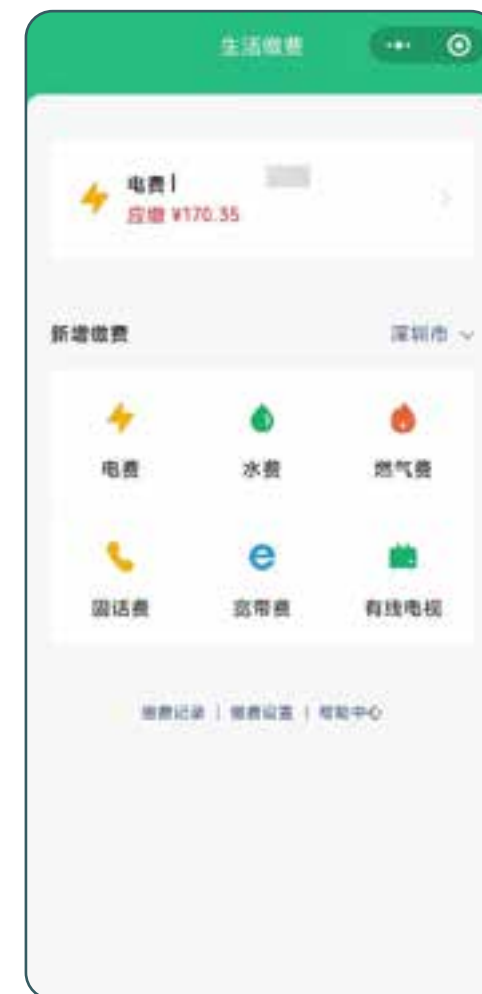 生活缴费
电费|
应缴 ¥170.35
新增缴费 深圳市
电费 水费 燃气费
固话费 宽带费 有线电视
缴费记录 | 缴费设置 | 帮助中心